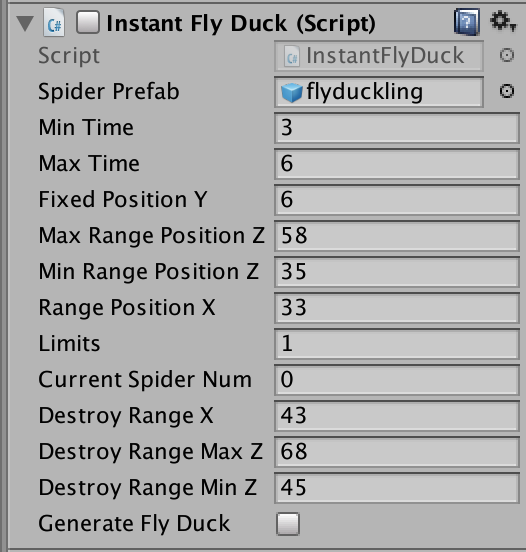 Instant Fly Duck (Script)
Script InstantFlyDuck
Spider Prefab flyduckling
Min Time 3
Max Time 6
Fixed Position Y 6
Max Range Position Z 58
Min Range Position Z 35
Range Position X 33
Limits 1
Current Spider Num 0
Destroy Range X 43
Destroy Range Max Z 68
Destroy Range Min Z 45
Generate Fly Duck